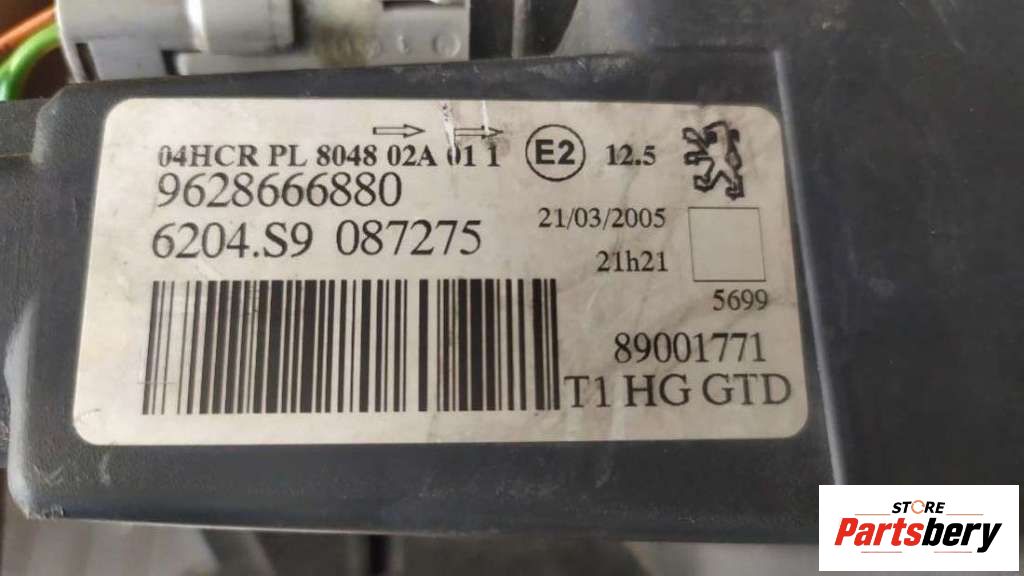 04HCR PL 8048 02A 01 1 E2 12.5
9628666880
6204.S9 087275
21/03/2005
21h21
5699
89001771
T1 HG GTD
STORE
Partsbery